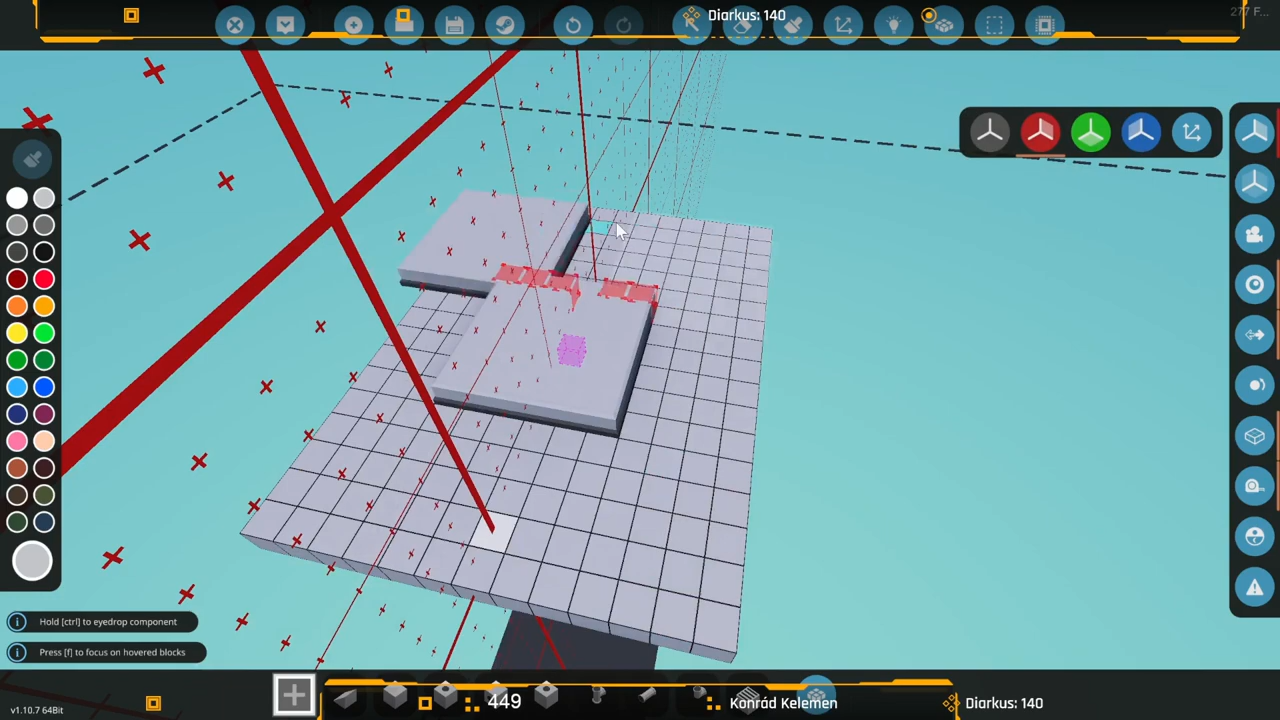 Diarkus: 140
Hold [ctrl] to eyedrop component
Press [f] to focus on hovered blocks
v1.10.7 64Bit
449
Konrád Kelemen
Diarkus: 140